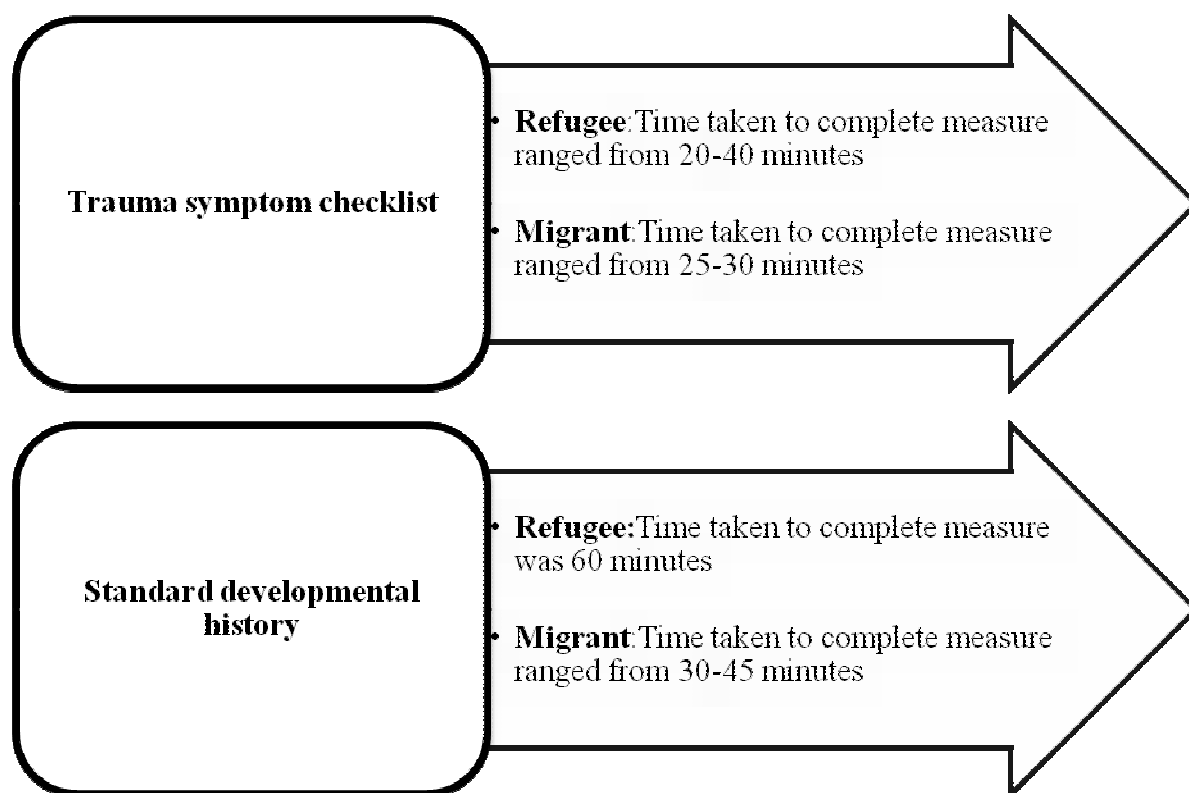 Trauma symptom checklist
• Refugee:Time taken to complete measure
ranged from 20-40 minutes
• Migrant:Time taken to complete measure
ranged from 25-30 minutes
Standard developmental
history
• Refugee:Time taken to complete measure
was 60 minutes
• Migrant:Time taken to complete measure
ranged from 30-45 minutes